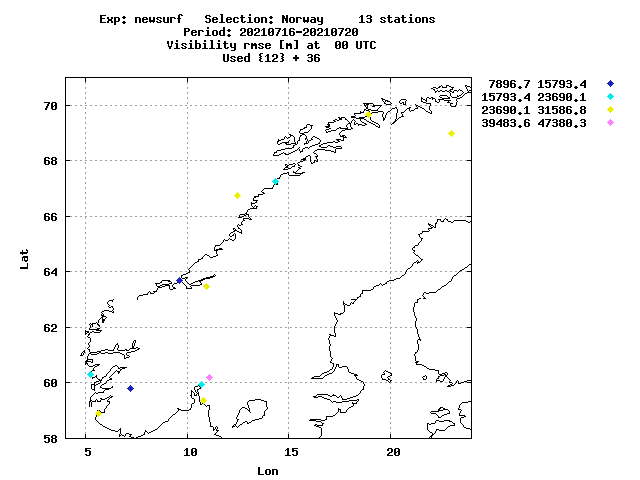 Exp: newsurf   Selection: Norway     13 stations
Period: 20210716-20210720
Visibility rmse [m] at  00 UTC
Used {12} + 36
7896.7 15793.4
15793.4 23690.1
23690.1 31586.8
39483.6 47380.3
70
68
66
64
62
60
58
Lat
5 10 15 20
Lon